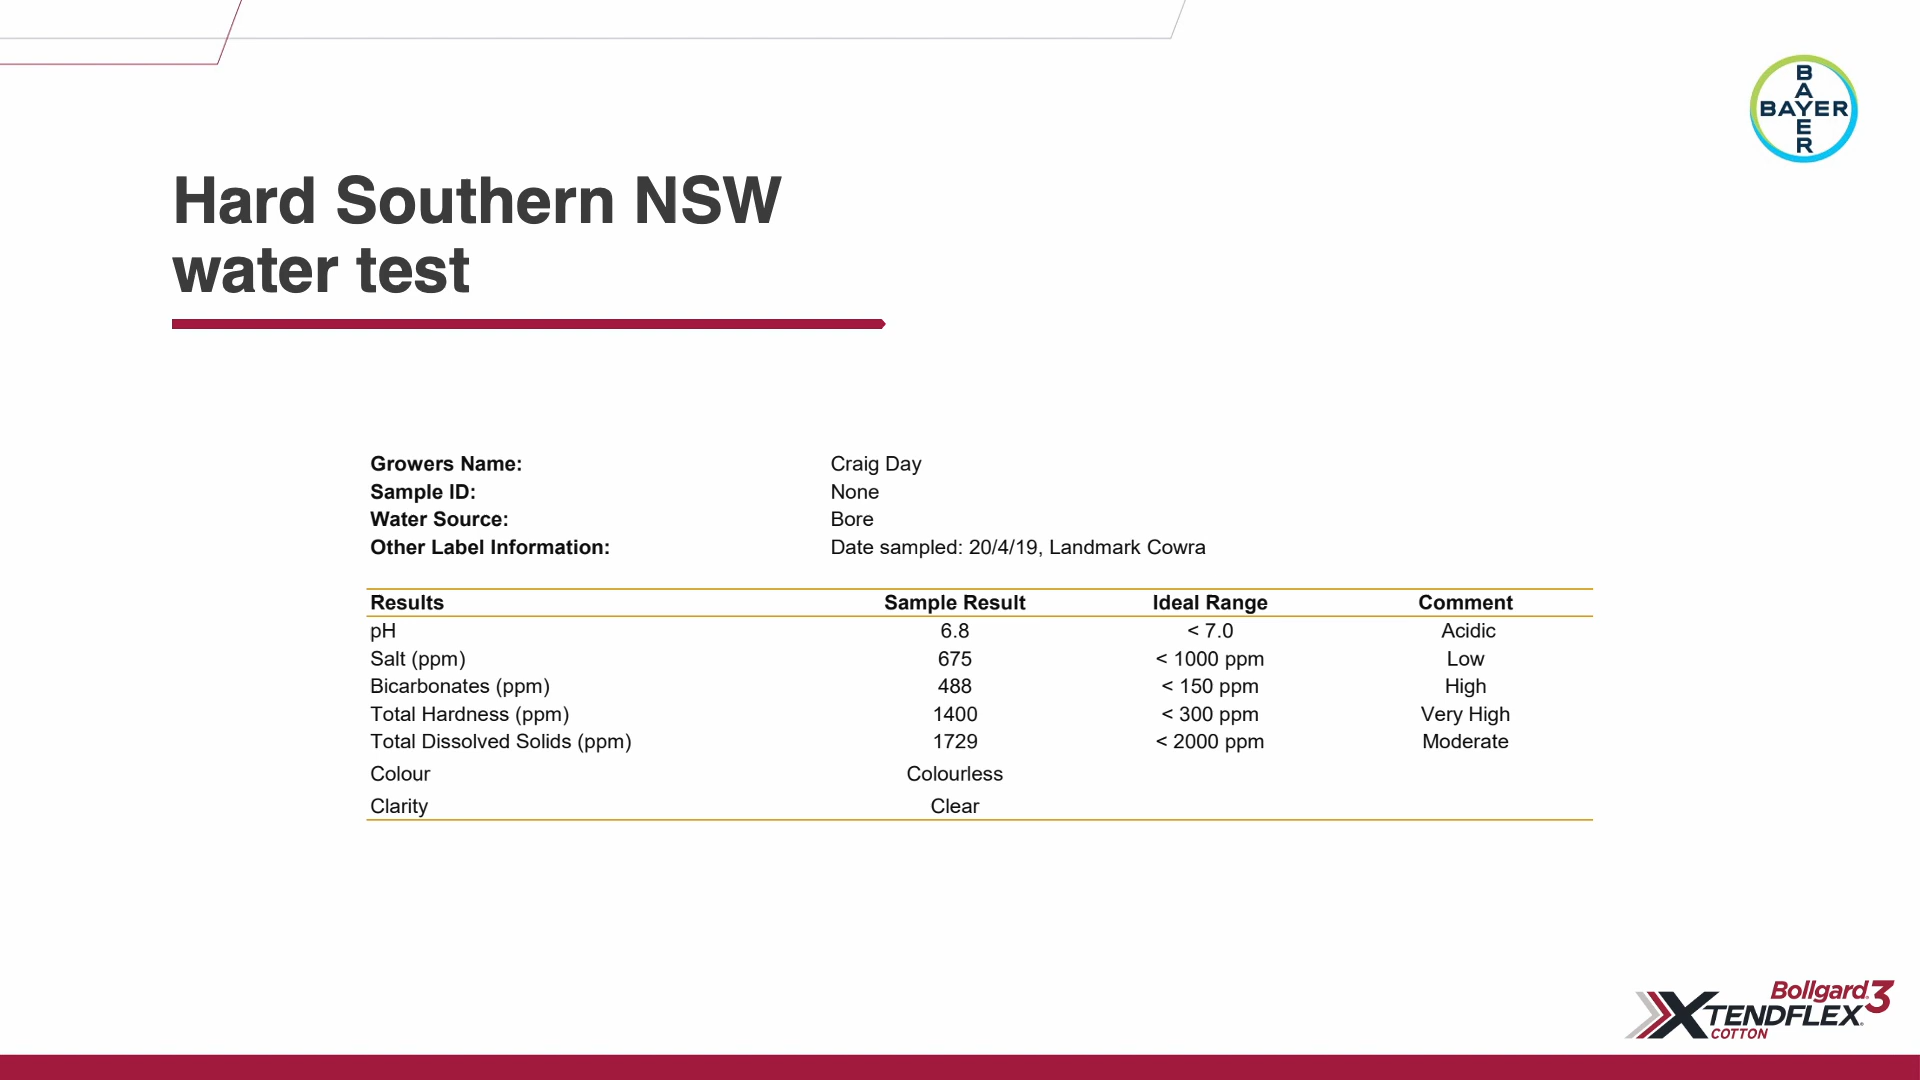 BAYER
BAYER
Hard Southern NSW
water test
Growers Name: Craig Day
Sample ID: None
Water Source: Bore
Other Label Information: Date sampled: 20/4/19, Landmark Cowra
Results Sample Result Ideal Range Comment
pH 6.8 < 7.0 Acidic
Salt (ppm) 675 < 1000 ppm Low
Bicarbonates (ppm) 488 < 150 ppm High
Total Hardness (ppm) 1400 < 300 ppm Very High
Total Dissolved Solids (ppm) 1729 < 2000 ppm Moderate
Colour Colourless
Clarity Clear
Bollgard 3
XTENDFLEX
COTTON